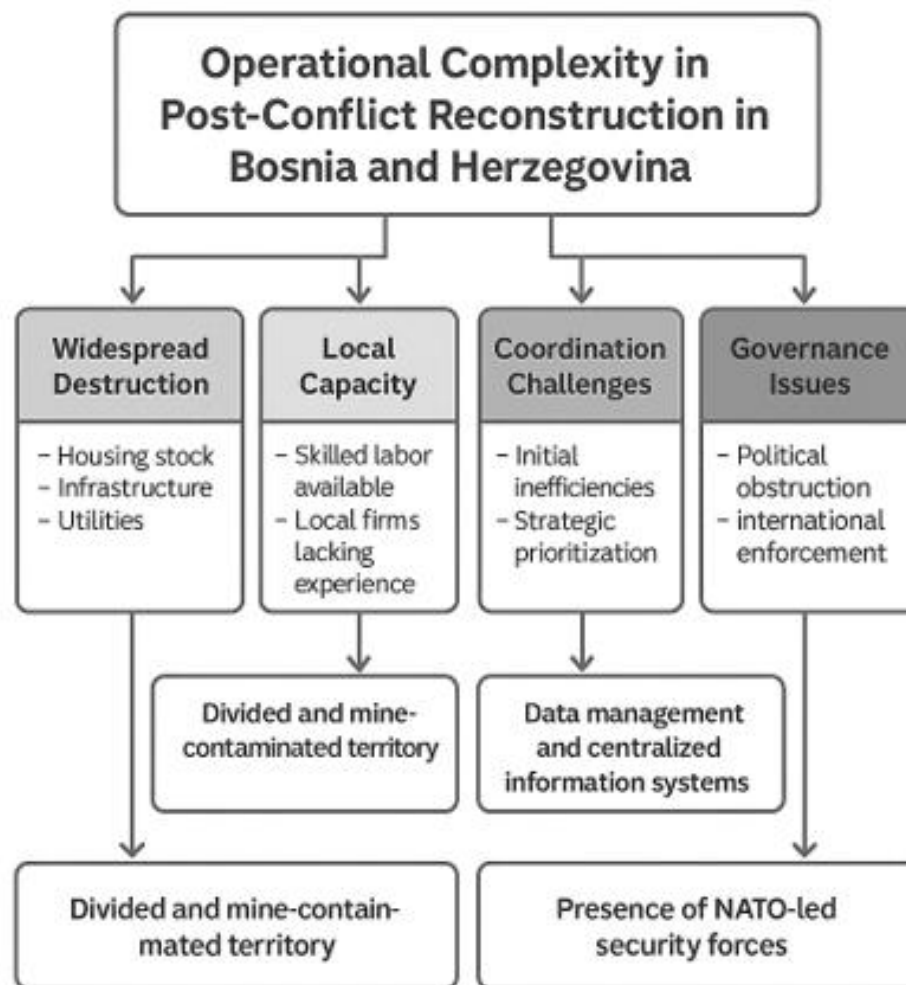 Operational Complexity in
Post-Conflict Reconstruction in
Bosnia and Herzegovina
Widespread
Destruction
– Housing stock
– Infrastructure
– Utilities
Local
Capacity
– Skilled labor
available
– Local firms
lacking
experience
Coordination
Challenges
– Initial
inefficiencies
– Strategic
prioritization
Governance
Issues
– Political
obstruction
– international
enforcement
Divided and mine-
contaminated territory
Data management
and centralized
information systems
Divided and mine-contain-
mated territory
Presence of NATO-led
security forces